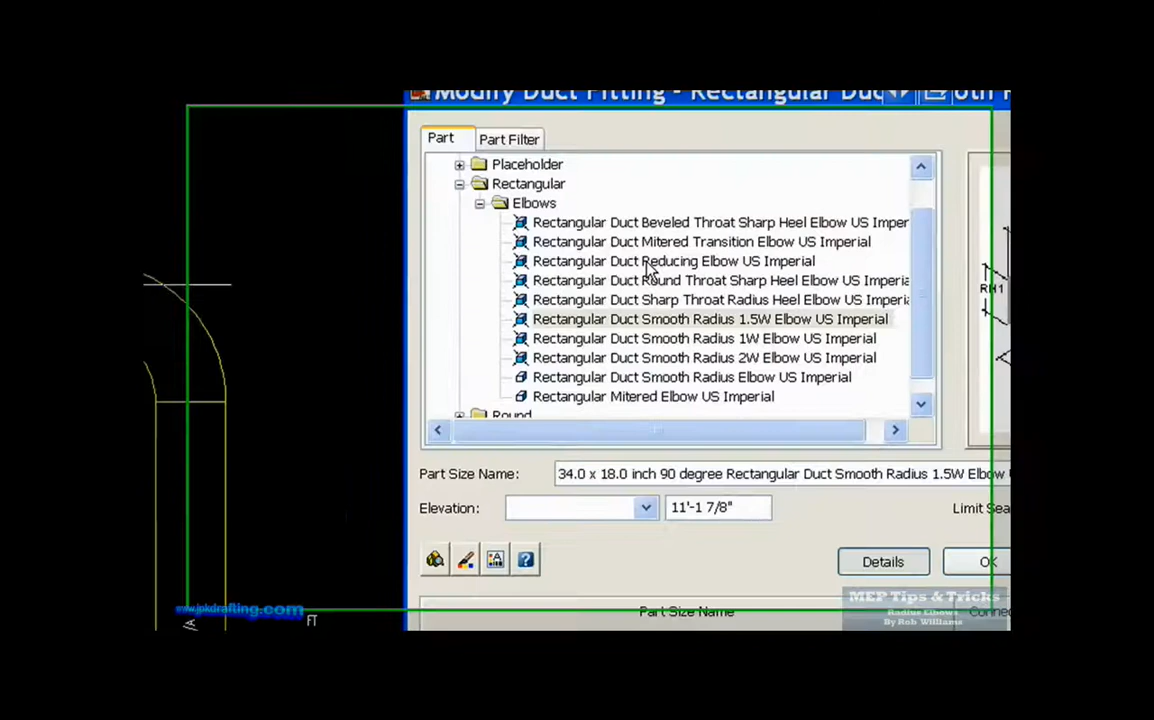 Modify Duct Fitting - Rectangular Duc
Part
Part Filter
Placeholder
Rectangular
Elbows
Rectangular Duct Beveled Throat Sharp Heel Elbow US Imper
Rectangular Duct Mitered Transition Elbow US Imperial
Rectangular Duct Reducing Elbow US Imperial
Rectangular Duct Round Throat Sharp Heel Elbow US Imperia
Rectangular Duct Sharp Throat Radius Heel Elbow US Imperi
Rectangular Duct Smooth Radius 1.5W Elbow US Imperial
Rectangular Duct Smooth Radius 1W Elbow US Imperial
Rectangular Duct Smooth Radius 2W Elbow US Imperial
Rectangular Duct Smooth Radius Elbow US Imperial
Rectangular Mitered Elbow US Imperial
Round
RH1
Part Size Name:
34.0 x 18.0 inch 90 degree Rectangular Duct Smooth Radius 1.5W Elbow
Elevation:
11'-1 7/8"
Limit Sea
Details
OK
Part Size Name
Conne
MEP Tips & Tricks
Radius Elbows
By Rob Williams
www.jpkdrafting.com
FT